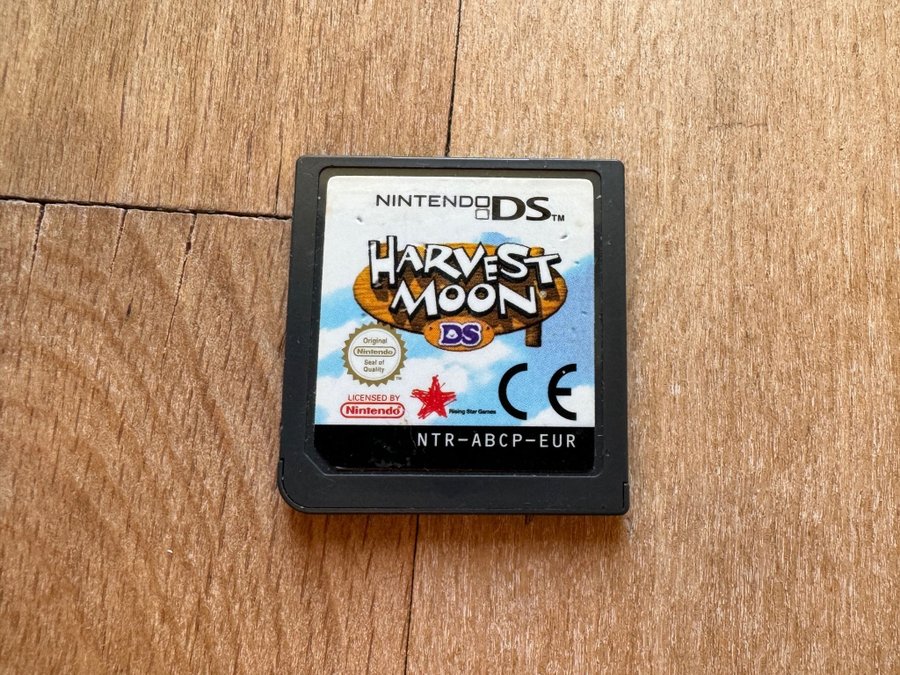 NINTENDO DS™
HARVEST
MOON
DS
Original
Nintendo
Seal of
Quality
™
LICENSED BY
Nintendo®
Rising Star Games
CE
NTR-ABCP-EUR